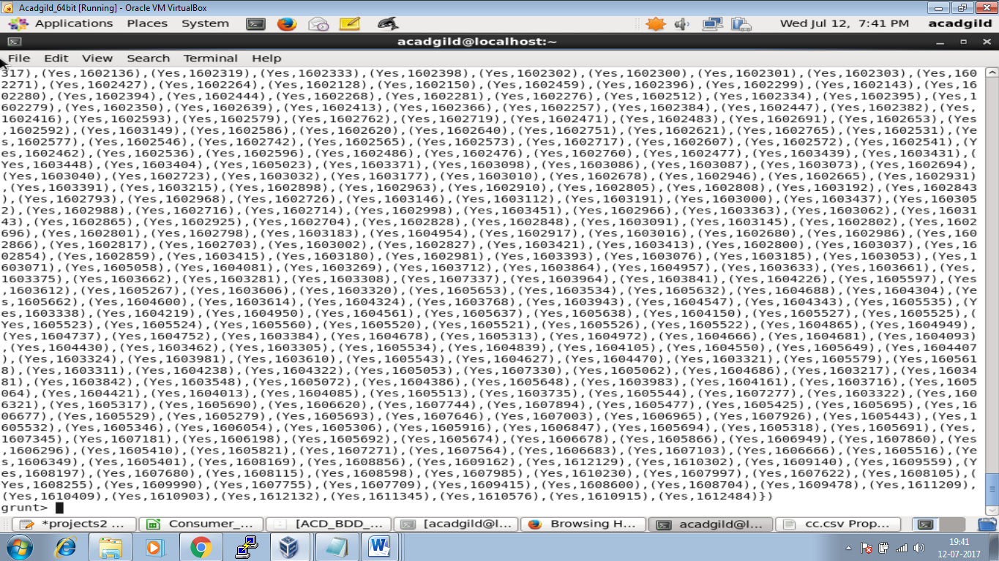 Acadgild_64bit [Running] - Oracle VM VirtualBox
Applications Places System Wed Jul 12, 7:41 PM acadgild
acadgild@localhost:~
File Edit View Search Terminal Help
317),(Yes,1602136),(Yes,1602319),(Yes,1602333),(Yes,1602398),(Yes,1602302),(Yes,1602300),(Yes,1602301),(Yes,1602303),(Yes,160
2271),(Yes,1602427),(Yes,1602264),(Yes,1602128),(Yes,1602150),(Yes,1602459),(Yes,1602396),(Yes,1602299),(Yes,1602143),(Yes,16
02280),(Yes,1602394),(Yes,1602444),(Yes,1602268),(Yes,1602281),(Yes,1602276),(Yes,1602512),(Yes,1602334),(Yes,1602395),(Yes,1
602279),(Yes,1602350),(Yes,1602639),(Yes,1602413),(Yes,1602366),(Yes,1602257),(Yes,1602384),(Yes,1602447),(Yes,1602382),(Yes,
1602416),(Yes,1602593),(Yes,1602579),(Yes,1602762),(Yes,1602719),(Yes,1602471),(Yes,1602483),(Yes,1602691),(Yes,1602653),(Yes
,1602592),(Yes,1603149),(Yes,1602586),(Yes,1602620),(Yes,1602640),(Yes,1602751),(Yes,1602621),(Yes,1602765),(Yes,1602531),(Ye
s,1602577),(Yes,1602546),(Yes,1602742),(Yes,1602565),(Yes,1602573),(Yes,1602717),(Yes,1602607),(Yes,1602572),(Yes,1602541),(Y
es,1602462),(Yes,1602536),(Yes,1602596),(Yes,1602486),(Yes,1602476),(Yes,1602760),(Yes,1602477),(Yes,1603439),(Yes,1603431),(
Yes,1603448),(Yes,1603404),(Yes,1605023),(Yes,1603371),(Yes,1603098),(Yes,1603086),(Yes,1603087),(Yes,1603073),(Yes,1602694),
(Yes,1603040),(Yes,1602723),(Yes,1603032),(Yes,1603177),(Yes,1603010),(Yes,1602678),(Yes,1602946),(Yes,1602665),(Yes,1602931)
,(Yes,1603391),(Yes,1603215),(Yes,1602898),(Yes,1602963),(Yes,1602910),(Yes,1602805),(Yes,1602808),(Yes,1603192),(Yes,1602843
),(Yes,1602793),(Yes,1602968),(Yes,1602726),(Yes,1603146),(Yes,1603112),(Yes,1603191),(Yes,1603000),(Yes,1603437),(Yes,160305
2),(Yes,1602988),(Yes,1602716),(Yes,1602714),(Yes,1602998),(Yes,1603451),(Yes,1602966),(Yes,1603363),(Yes,1603062),(Yes,16031
43),(Yes,1602865),(Yes,1602925),(Yes,1602704),(Yes,1602828),(Yes,1602848),(Yes,1603091),(Yes,1603145),(Yes,1602802),(Yes,1602
696),(Yes,1602801),(Yes,1602798),(Yes,1603183),(Yes,1604954),(Yes,1602917),(Yes,1603016),(Yes,1602680),(Yes,1602986),(Yes,160
2866),(Yes,1602817),(Yes,1602703),(Yes,1603002),(Yes,1602827),(Yes,1603421),(Yes,1603413),(Yes,1602800),(Yes,1603037),(Yes,16
02854),(Yes,1602859),(Yes,1603415),(Yes,1603180),(Yes,1602981),(Yes,1603393),(Yes,1603076),(Yes,1603185),(Yes,1603053),(Yes,1
603071),(Yes,1605058),(Yes,1604081),(Yes,1603269),(Yes,1603712),(Yes,1603864),(Yes,1604957),(Yes,1603633),(Yes,1603661),(Yes,
1603375),(Yes,1603662),(Yes,1603281),(Yes,1603308),(Yes,1607337),(Yes,1603964),(Yes,1603841),(Yes,1604226),(Yes,1605597),(Yes
,1603612),(Yes,1605267),(Yes,1603606),(Yes,1603320),(Yes,1605653),(Yes,1603534),(Yes,1605632),(Yes,1604688),(Yes,1604304),(Ye
s,1605662),(Yes,1604600),(Yes,1603614),(Yes,1604324),(Yes,1603768),(Yes,1603943),(Yes,1604547),(Yes,1604343),(Yes,1605535),(Y
es,1603338),(Yes,1604219),(Yes,1604950),(Yes,1604561),(Yes,1605637),(Yes,1605638),(Yes,1604150),(Yes,1605527),(Yes,1605525),(
Yes,1605523),(Yes,1605524),(Yes,1605560),(Yes,1605520),(Yes,1605521),(Yes,1605526),(Yes,1605522),(Yes,1604865),(Yes,1604949),
(Yes,1604737),(Yes,1604752),(Yes,1603384),(Yes,1604678),(Yes,1605313),(Yes,1604972),(Yes,1604666),(Yes,1604681),(Yes,1604093)
,(Yes,1604430),(Yes,1603462),(Yes,1603305),(Yes,1605534),(Yes,1604839),(Yes,1604105),(Yes,1604550),(Yes,1605649),(Yes,1604407
),(Yes,1603324),(Yes,1603981),(Yes,1603610),(Yes,1605543),(Yes,1604627),(Yes,1604470),(Yes,1603321),(Yes,1605579),(Yes,160561
8),(Yes,1603311),(Yes,1604238),(Yes,1604322),(Yes,1605053),(Yes,1607330),(Yes,1605062),(Yes,1604686),(Yes,1603217),(Yes,16034
81),(Yes,1603842),(Yes,1603548),(Yes,1605072),(Yes,1604386),(Yes,1605648),(Yes,1603983),(Yes,1604161),(Yes,1603716),(Yes,1605
064),(Yes,1604421),(Yes,1604013),(Yes,1604085),(Yes,1605513),(Yes,1603735),(Yes,1605544),(Yes,1607277),(Yes,1603322),(Yes,160
6321),(Yes,1605317),(Yes,1605690),(Yes,1606620),(Yes,1607744),(Yes,1607894),(Yes,1605477),(Yes,1605425),(Yes,1605695),(Yes,16
06677),(Yes,1605529),(Yes,1605279),(Yes,1605693),(Yes,1607646),(Yes,1607003),(Yes,1606965),(Yes,1607926),(Yes,1605443),(Yes,1
605532),(Yes,1605346),(Yes,1606054),(Yes,1605306),(Yes,1605916),(Yes,1606847),(Yes,1605694),(Yes,1605318),(Yes,1605691),(Yes,
1607345),(Yes,1607181),(Yes,1606198),(Yes,1605692),(Yes,1605674),(Yes,1606678),(Yes,1605866),(Yes,1606949),(Yes,1607860),(Yes
,1606296),(Yes,1605410),(Yes,1605821),(Yes,1607271),(Yes,1607564),(Yes,1606683),(Yes,1607103),(Yes,1606666),(Yes,1605516),(Ye
s,1606349),(Yes,1605401),(Yes,1608169),(Yes,1608856),(Yes,1609162),(Yes,1612129),(Yes,1610302),(Yes,1609140),(Yes,1609559),(Y
es,1608197),(Yes,1607680),(Yes,1608115),(Yes,1608598),(Yes,1607985),(Yes,1610230),(Yes,1607997),(Yes,1607622),(Yes,1608105),(
Yes,1608255),(Yes,1609990),(Yes,1607755),(Yes,1607709),(Yes,1609415),(Yes,1608600),(Yes,1608704),(Yes,1609478),(Yes,1611209),
(Yes,1610409),(Yes,1610903),(Yes,1612132),(Yes,1611345),(Yes,1610576),(Yes,1610915),(Yes,1612484)})
grunt>
*projects2 ... Consumer_... [ACD_BDD_... [acadgild@l... Browsing H... acadgild@l... cc.csv Prop...
19:41
12-07-2017